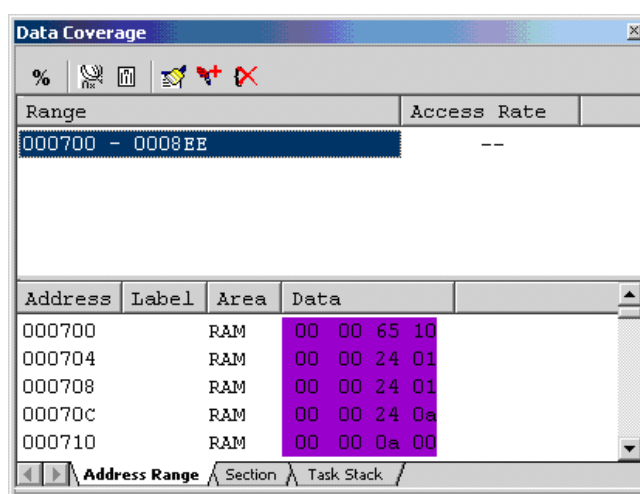 Data Coverage
%
Range Access Rate
000700 - 0008EE --
Address Label Area Data
000700 RAM 00 00 65 10
000704 RAM 00 00 24 01
000708 RAM 00 00 24 01
00070C RAM 00 00 24 0a
000710 RAM 00 00 0a 00
Address Range Section Task Stack